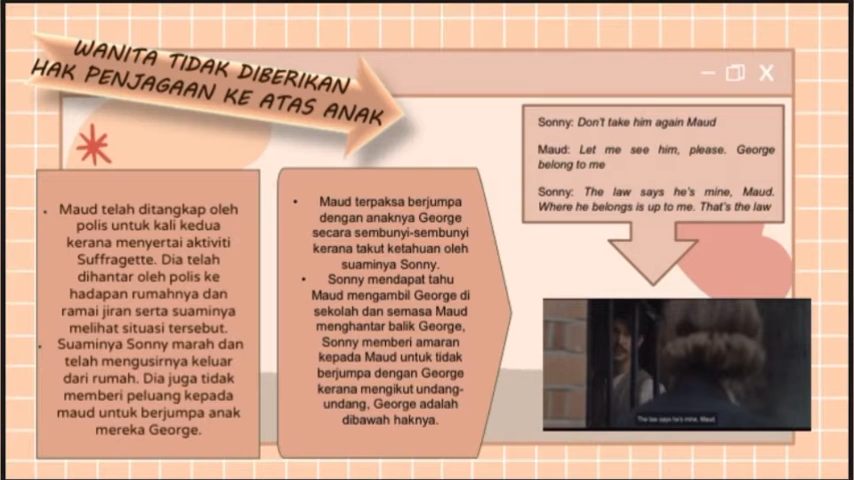 WANITA TIDAK DIBERIKAN
HAK PENJAGAAN KE ATAS ANAK
Maud telah ditangkap oleh
polis untuk kali kedua
kerana menyertai aktiviti
Suffragette. Dia telah
dihantar oleh polis ke
hadapan rumahnya dan
ramai jiran serta suaminya
melihat situasi tersebut.
Suaminya Sonny marah dan
telah mengusirnya keluar
dari rumah. Dia juga tidak
memberi peluang kepada
maud untuk berjumpa anak
mereka George.
Maud terpaksa berjumpa
dengan anaknya George
secara sembunyi-sembunyi
kerana takut ketahuan oleh
suaminya Sonny.
Sonny mendapat tahu
Maud mengambil George di
sekolah dan semasa Maud
menghantar balik George,
Sonny memberi amaran
kepada Maud untuk tidak
berjumpa dengan George
kerana mengikut undang-
undang, George adalah
dibawah haknya.
Sonny: Don't take him again Maud
Maud: Let me see him, please. George
belong to me
Sonny: The law says he's mine, Maud.
Where he belongs is up to me. That's the law
The law says he's mine, Maud.